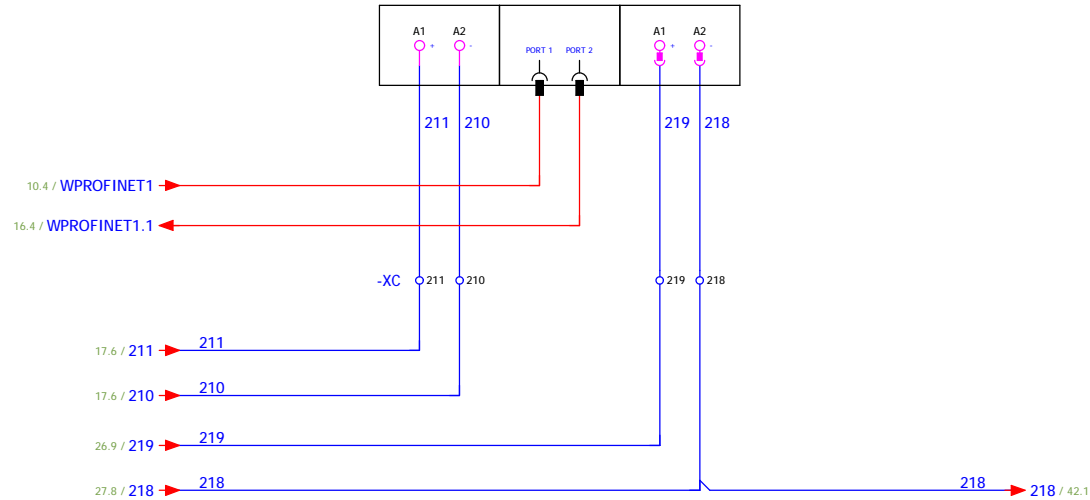 A1 A2 A1 A2
+ - PORT 1 PORT 2 + -
211 210 219 218
10.4 / WPROFINET1
16.4 / WPROFINET1.1
-XC 211 210 219 218
17.6 / 211 211
17.6 / 210 210
26.9 / 219 219
27.8 / 218 218 218 218 / 42.1